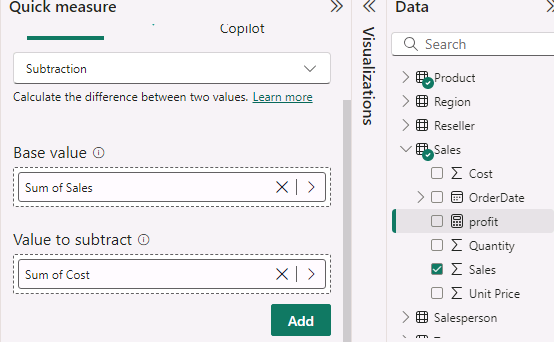 Quick measure
Copilot
Subtraction
Calculate the difference between two values. Learn more
Base value
Sum of Sales
Value to subtract
Sum of Cost
Add
Visualizations
Data
Search
Product
Region
Reseller
Sales
Cost
OrderDate
profit
Quantity
Sales
Unit Price
Salesperson